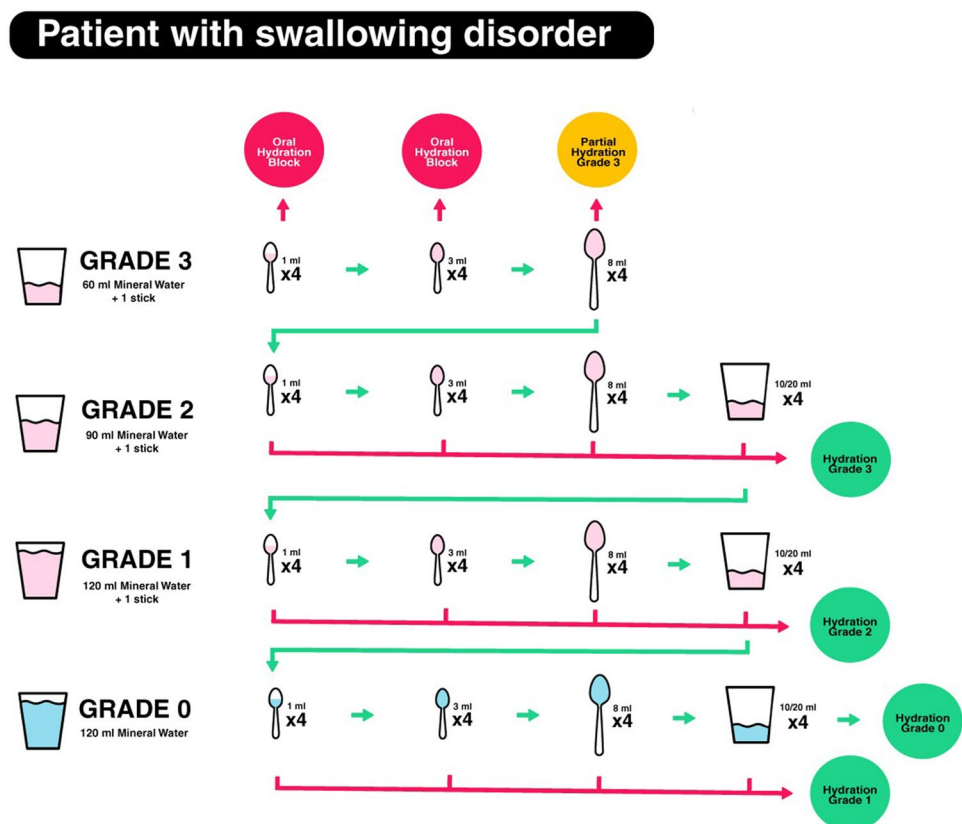 Patient with swallowing disorder
Oral
Hydration
Block
Oral
Hydration
Block
Partial
Hydration
Grade 3
GRADE 3
60 ml Mineral Water
+ 1 stick
1 ml
x4
3 ml
x4
8 ml
x4
GRADE 2
90 ml Mineral Water
+ 1 stick
1 ml
x4
3 ml
x4
8 ml
x4
10/20 ml
x4
Hydration
Grade 3
GRADE 1
120 ml Mineral Water
+ 1 stick
1 ml
x4
3 ml
x4
8 ml
x4
10/20 ml
x4
Hydration
Grade 2
GRADE 0
120 ml Mineral Water
1 ml
x4
3 ml
x4
8 ml
x4
10/20 ml
x4
Hydration
Grade 0
Hydration
Grade 1